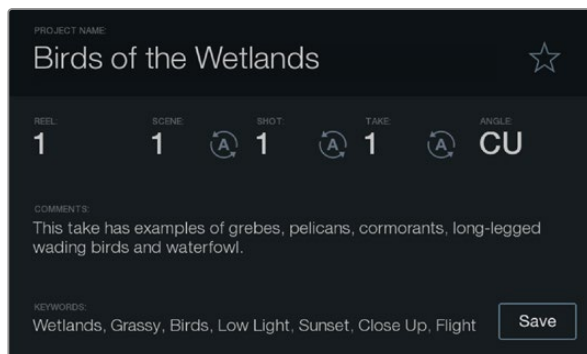 PROJECT NAME:
Birds of the Wetlands
REEL: SCENE: SHOT: TAKE: ANGLE:
1 1 A 1 A 1 A CU
COMMENTS:
This take has examples of grebes, pelicans, cormorants, long-legged
wading birds and waterfowl.
KEYWORDS:
Wetlands, Grassy, Birds, Low Light, Sunset, Close Up, Flight
Save